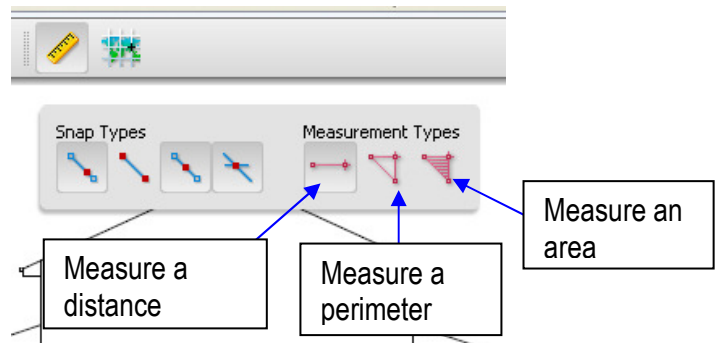 Snap Types
Measurement Types
Measure an
area
Measure a
distance
Measure a
perimeter